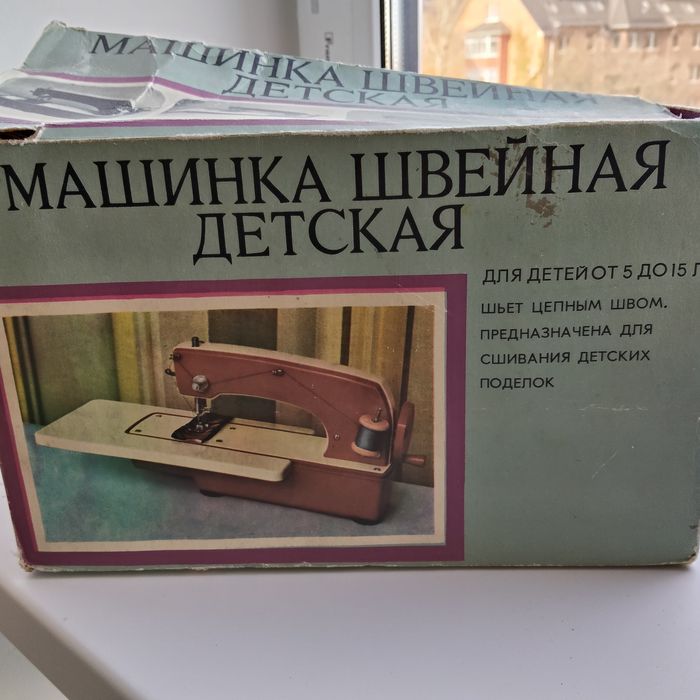 МАШИНКА ШВЕЙНАЯ
ДЕТСКАЯ
МАШИНКА ШВЕЙНАЯ
ДЕТСКАЯ
ДЛЯ ДЕТЕЙ ОТ 5 ДО 15 Л
ШЬЕТ ЦЕПНЫМ ШВОМ.
ПРЕДНАЗНАЧЕНА ДЛЯ
СШИВАНИЯ ДЕТСКИХ
ПОДЕЛОК